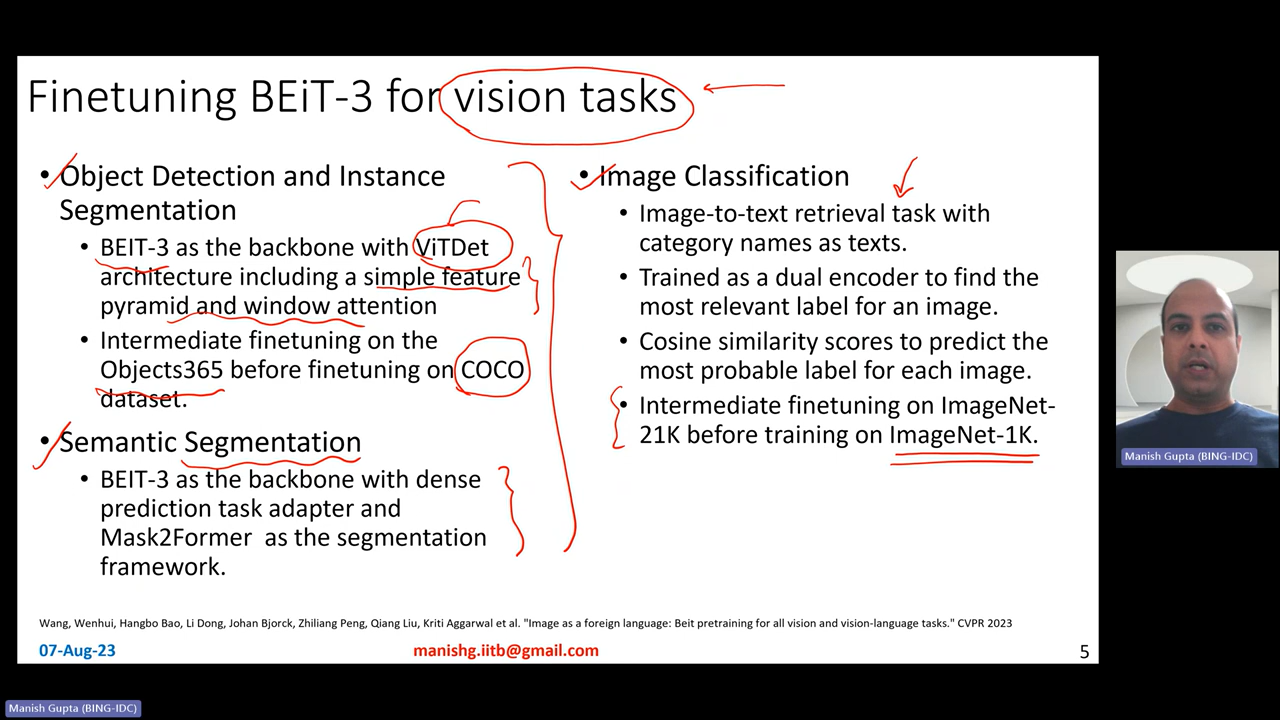 Finetuning BEiT-3 for vision tasks
• Object Detection and Instance
Segmentation
• BEIT-3 as the backbone with ViTDet
architecture including a simple feature
pyramid and window attention
• Intermediate finetuning on the
Objects365 before finetuning on COCO
dataset.
• Semantic Segmentation
• BEIT-3 as the backbone with dense
prediction task adapter and
Mask2Former as the segmentation
framework.
• Image Classification
• Image-to-text retrieval task with
category names as texts.
• Trained as a dual encoder to find the
most relevant label for an image.
• Cosine similarity scores to predict the
most probable label for each image.
• Intermediate finetuning on ImageNet-
21K before training on ImageNet-1K.
Wang, Wenhui, Hangbo Bao, Li Dong, Johan Bjorck, Zhiliang Peng, Qiang Liu, Kriti Aggarwal et al. "Image as a foreign language: Beit pretraining for all vision and vision-language tasks." CVPR 2023
07-Aug-23
manishg.iitb@gmail.com
5
Manish Gupta (BING-IDC)
Manish Gupta (BING-IDC)